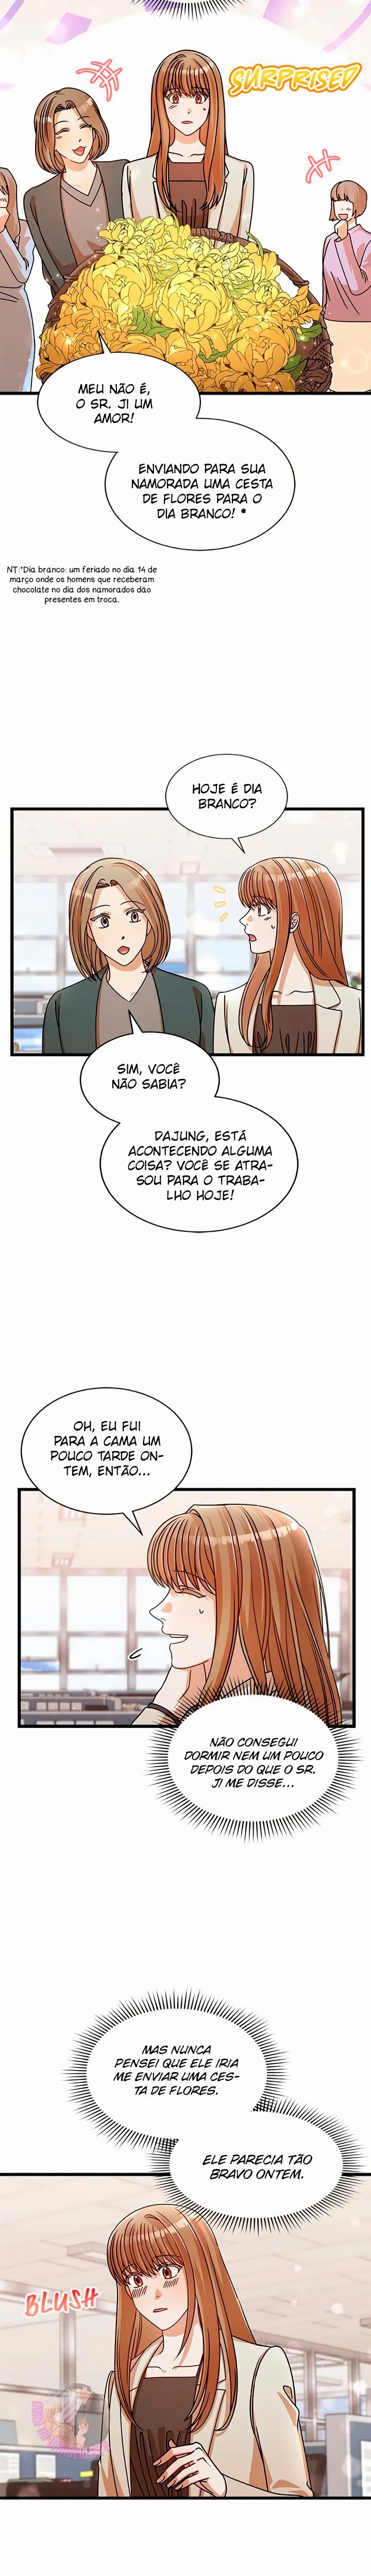 SURPRISED
MEU NÃO É,
O SR. JI UM
AMOR!
ENVIANDO PARA SUA
NAMORADA UMA CESTA
DE FLORES PARA O
DIA BRANCO! *
NT:*Dia branco: um feriado no dia 14 de
março onde os homens que receberam
chocolate no dia dos namorados dão
presentes em troca.
HOJE É DIA
BRANCO?
SIM, VOCÊ
NÃO SABIA?
DAJUNG, ESTÁ
ACONTECENDO ALGUMA
COISA? VOCÊ SE ATRA-
SOU PARA O TRABA-
LHO HOJE!
OH, EU FUI
PARA A CAMA UM
POUCO TARDE ON-
TEM, ENTÃO...
NÃO CONSEGUI
DORMIR NEM UM POUCO
DEPOIS DO QUE O SR.
JI ME DISSE...
MAS NUNCA
PENSEI QUE ELE IRIA
ME ENVIAR UMA CES-
TA DE FLORES.
ELE PARECIA TÃO
BRAVO ONTEM.
BLUSH